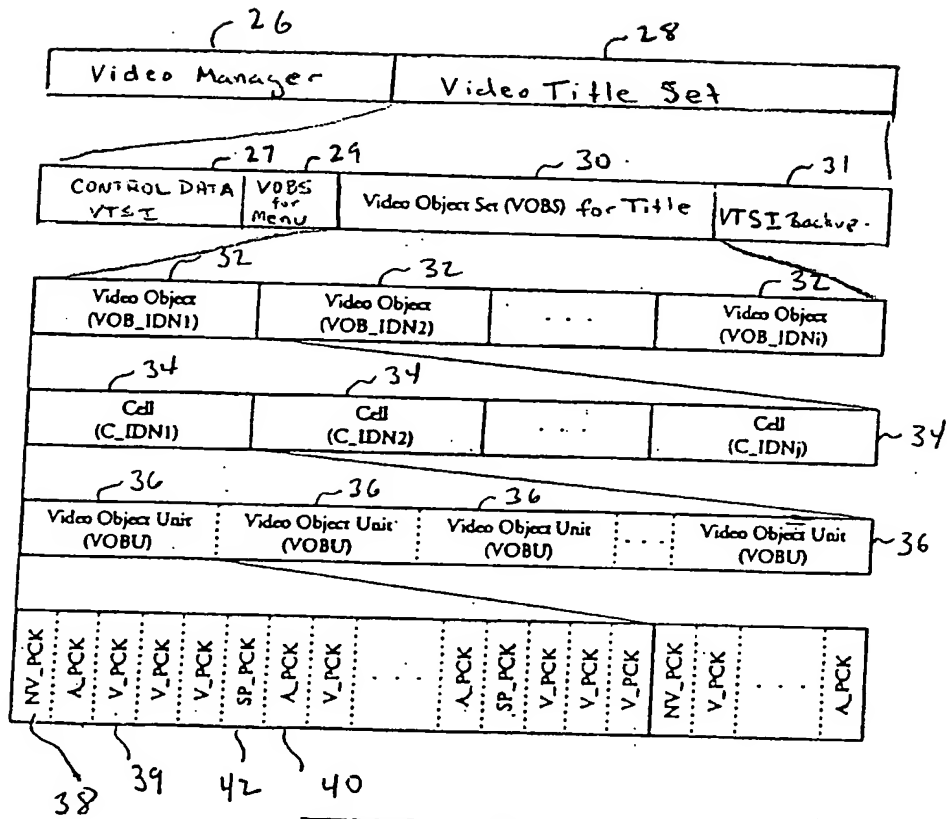 26 28
Video Manager Video Title Set
27 29 30 31
CONTROL DATA VTSI VOBS for Menu Video Object Set (VOBS) for Title VTSI Backup.
32 32 32
Video Object Video Object Video Object
(VOB_IDN1) (VOB_IDN2) . . . (VOB_IDNi)
34 34
Cell Cell Cell
(C_IDN1) (C_IDN2) . . . (C_IDNj) 34
36 36 36
Video Object Unit Video Object Unit Video Object Unit Video Object Unit
(VOBU) (VOBU) (VOBU) . . . (VOBU) 36
NV_PCK A_PCK V_PCK V_PCK V_PCK SP_PCK A_PCK V_PCK . . . . A_PCK SP_PCK V_PCK V_PCK V_PCK NV_PCK V_PCK . . . . A_PCK
38 39 42 40